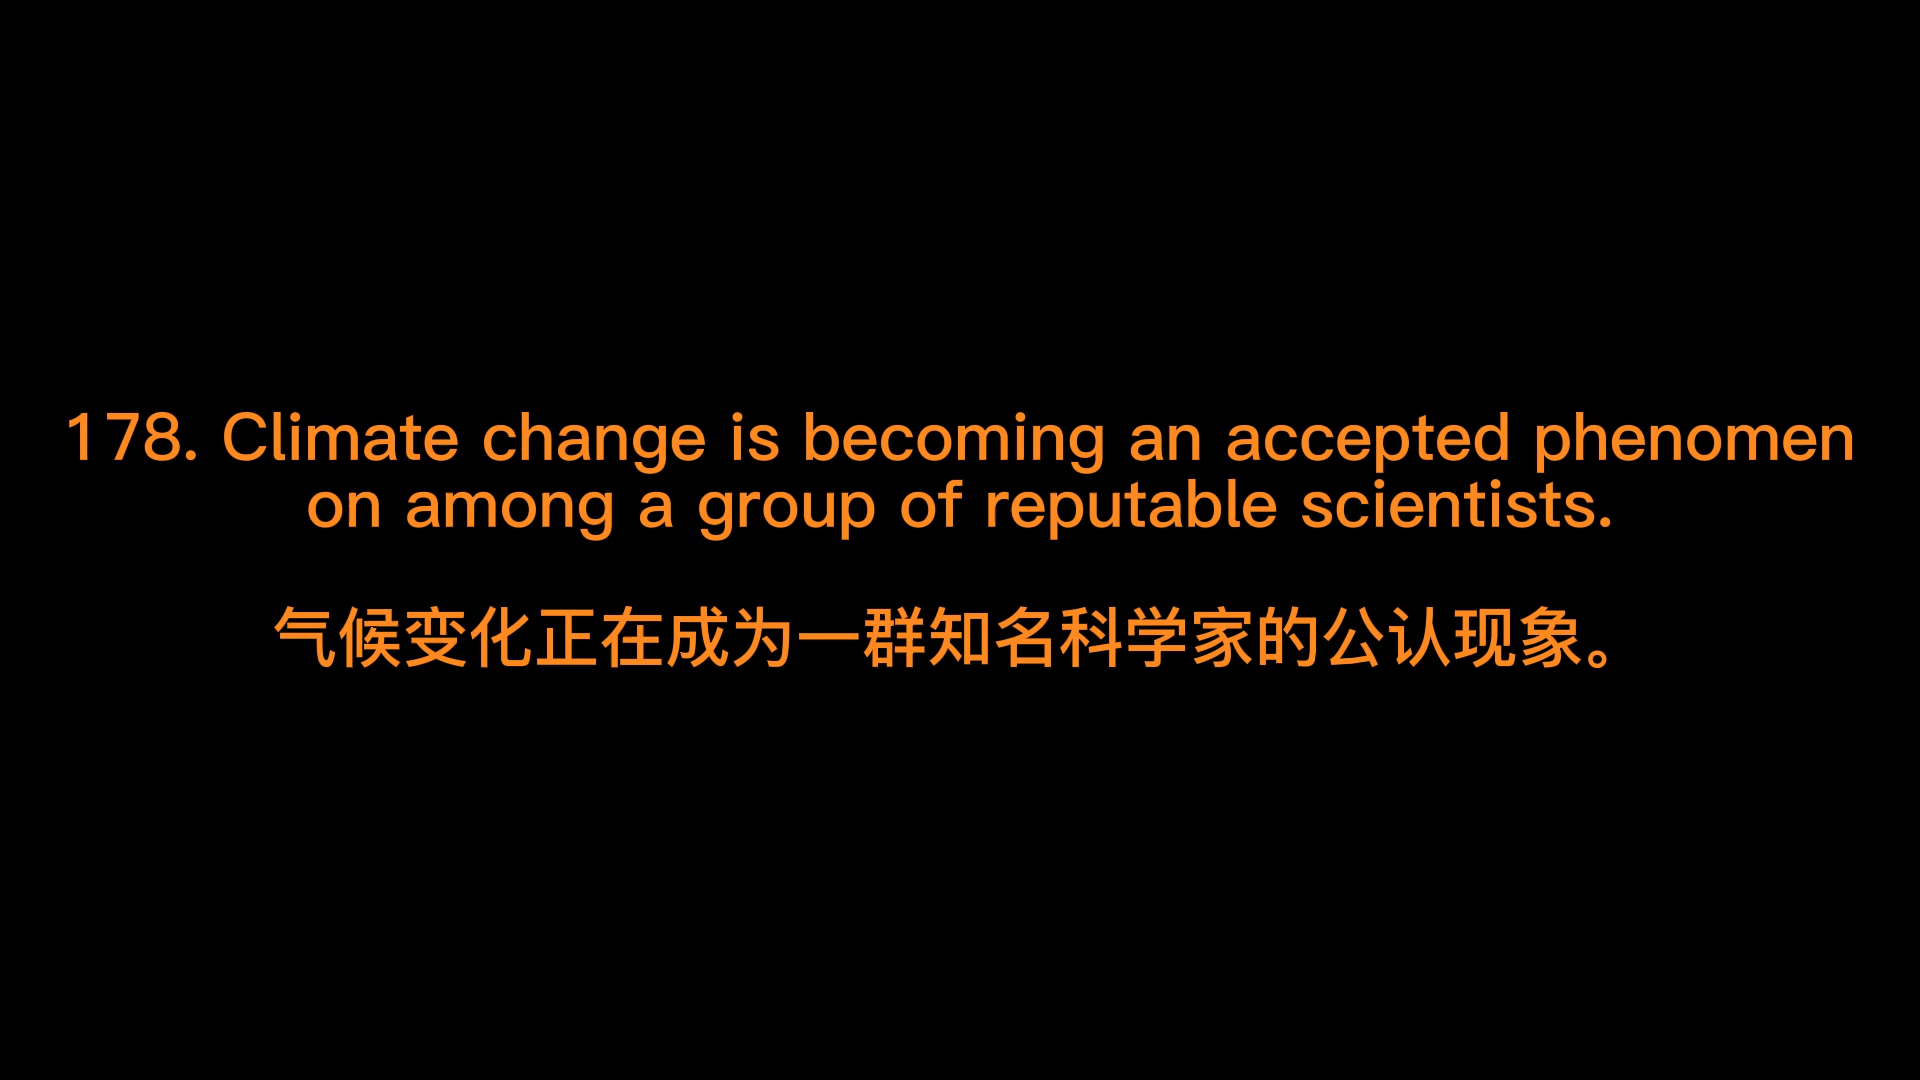 178. Climate change is becoming an accepted phenomen
on among a group of reputable scientists.
气候变化正在成为一群知名科学家的公认现象。